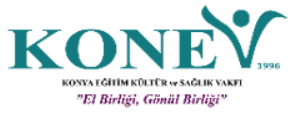 KONEV
1996
KONYA EĞİTİM KÜLTÜR ve SAĞLIK VAKFI
"El Birliği, Gönül Birliği"